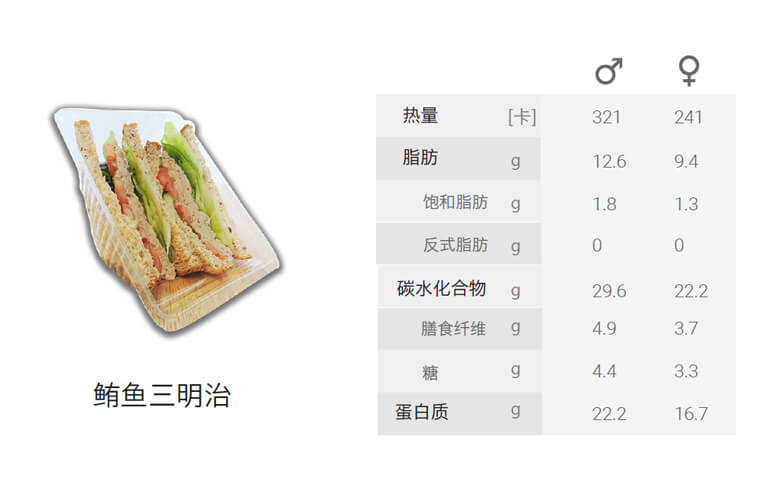 ♂ ♀
热量 [卡] 321 241
脂肪 g 12.6 9.4
饱和脂肪 g 1.8 1.3
反式脂肪 g 0 0
碳水化合物 g 29.6 22.2
膳食纤维 g 4.9 3.7
糖 g 4.4 3.3
蛋白质 g 22.2 16.7
鲔鱼三明治